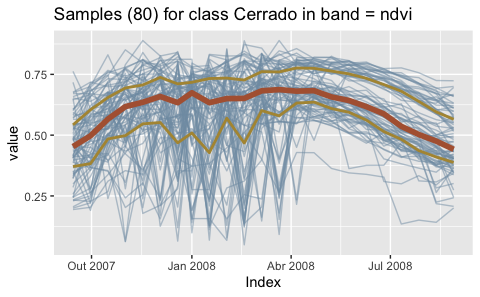 Samples (80) for class Cerrado in band = ndvi
value
0.75
0.50
0.25
Out 2007 Jan 2008 Abr 2008 Jul 2008
Index